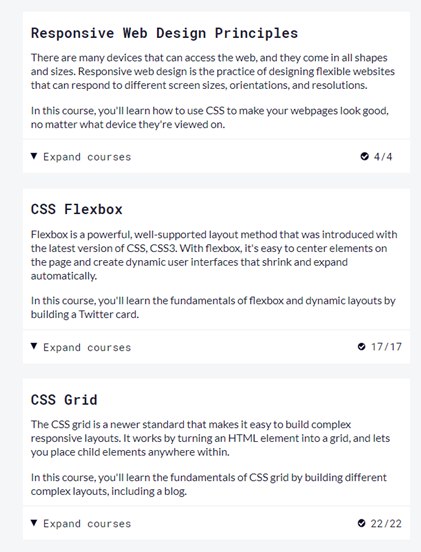 Responsive Web Design Principles
There are many devices that can access the web, and they come in all shapes
and sizes. Responsive web design is the practice of designing flexible websites
that can respond to different screen sizes, orientations, and resolutions.
In this course, you'll learn how to use CSS to make your webpages look good,
no matter what device they're viewed on.
Expand courses 4/4
CSS Flexbox
Flexbox is a powerful, well-supported layout method that was introduced with
the latest version of CSS, CSS3. With flexbox, it's easy to center elements on
the page and create dynamic user interfaces that shrink and expand
automatically.
In this course, you'll learn the fundamentals of flexbox and dynamic layouts by
building a Twitter card.
Expand courses 17/17
CSS Grid
The CSS grid is a newer standard that makes it easy to build complex
responsive layouts. It works by turning an HTML element into a grid, and lets
you place child elements anywhere within.
In this course, you'll learn the fundamentals of CSS grid by building different
complex layouts, including a blog.
Expand courses 22/22